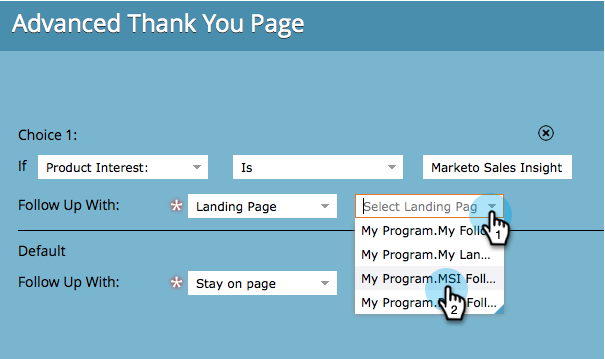 Advanced Thank You Page
Choice 1:
If Product Interest: Is Marketo Sales Insight
Follow Up With: * Landing Page Select Landing Pag
1
My Program.My Follo
My Program.My Lan...
My Program.MSI Foll...
2
My Program. Foll...
Default
Follow Up With: * Stay on page